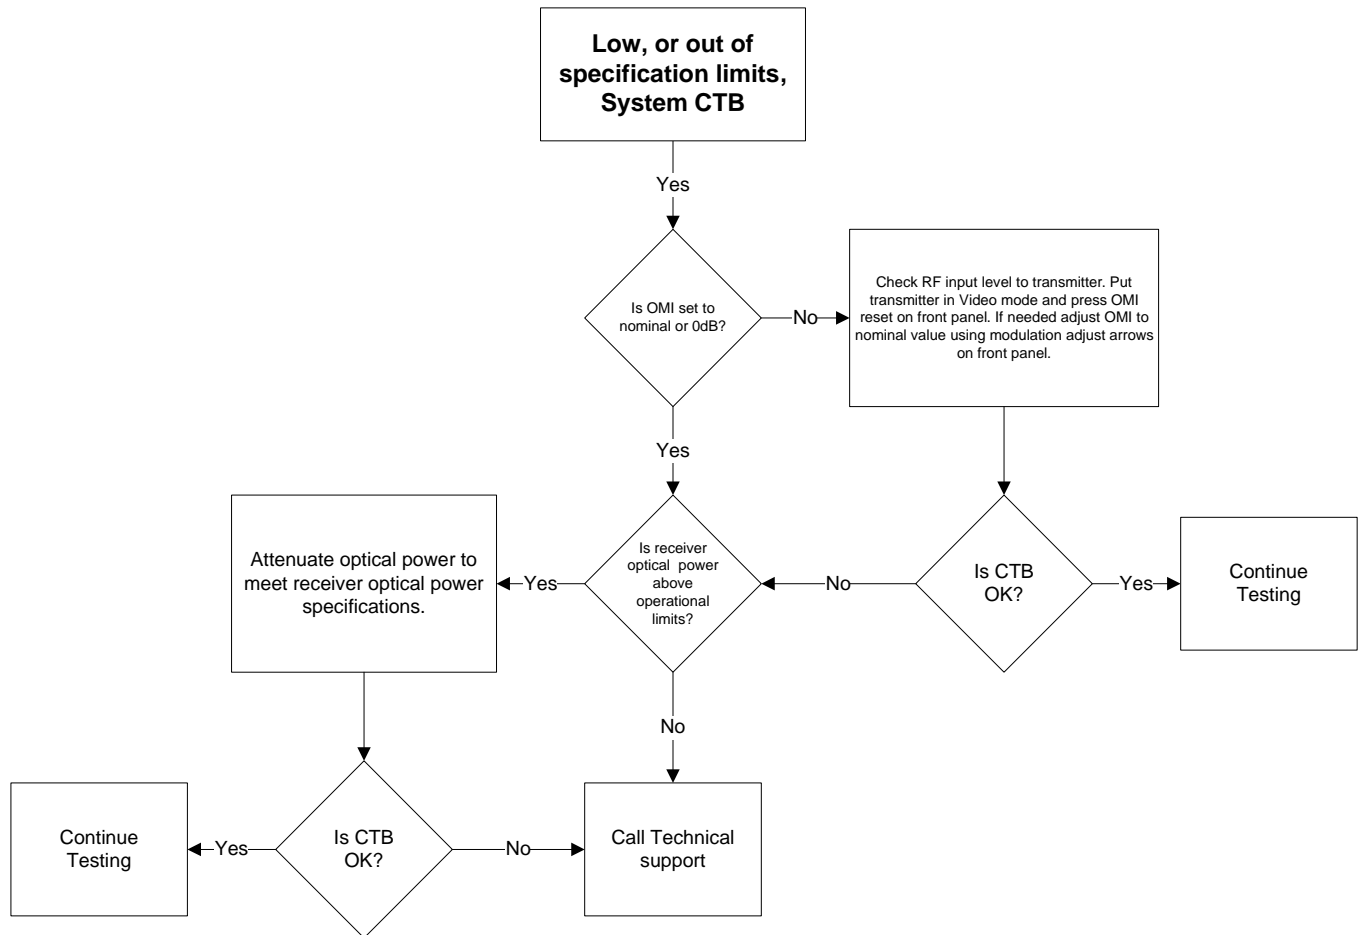 Low, or out of
specification limits,
System CTB
Yes
Is OMI set to
nominal or 0dB?
No
Check RF input level to transmitter. Put
transmitter in Video mode and press OMI
reset on front panel. If needed adjust OMI to
nominal value using modulation adjust arrows
on front panel.
Yes
Attenuate optical power to
meet receiver optical power
specifications.
Yes
Is receiver
optical power
above
operational
limits?
No
Is CTB
OK?
Yes
Continue
Testing
No
Continue
Testing
Yes
Is CTB
OK?
No
Call Technical
support